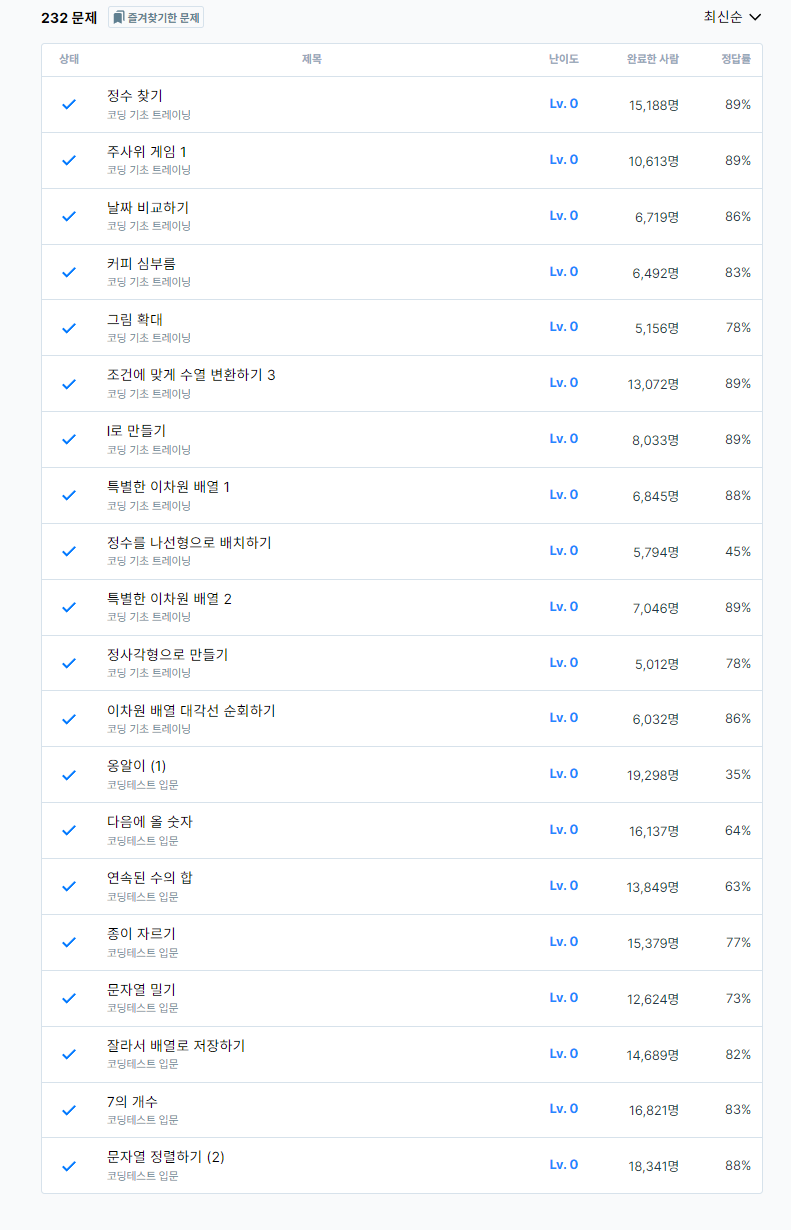 232 문제 즐겨찾기한 문제 최신순
상태 제목 난이도 완료한 사람 정답률
정수 찾기
코딩 기초 트레이닝
Lv. 0 15,188명 89%
주사위 게임 1
코딩 기초 트레이닝
Lv. 0 10,613명 89%
날짜 비교하기
코딩 기초 트레이닝
Lv. 0 6,719명 86%
커피 심부름
코딩 기초 트레이닝
Lv. 0 6,492명 83%
그림 확대
코딩 기초 트레이닝
Lv. 0 5,156명 78%
조건에 맞게 수열 변환하기 3
코딩 기초 트레이닝
Lv. 0 13,072명 89%
l로 만들기
코딩 기초 트레이닝
Lv. 0 8,033명 89%
특별한 이차원 배열 1
코딩 기초 트레이닝
Lv. 0 6,845명 88%
정수를 나선형으로 배치하기
코딩 기초 트레이닝
Lv. 0 5,794명 45%
특별한 이차원 배열 2
코딩 기초 트레이닝
Lv. 0 7,046명 89%
정사각형으로 만들기
코딩 기초 트레이닝
Lv. 0 5,012명 78%
이차원 배열 대각선 순회하기
코딩 기초 트레이닝
Lv. 0 6,032명 86%
옹알이 (1)
코딩테스트 입문
Lv. 0 19,298명 35%
다음에 올 숫자
코딩테스트 입문
Lv. 0 16,137명 64%
연속된 수의 합
코딩테스트 입문
Lv. 0 13,849명 63%
종이 자르기
코딩테스트 입문
Lv. 0 15,379명 77%
문자열 밀기
코딩테스트 입문
Lv. 0 12,624명 73%
잘라서 배열로 저장하기
코딩테스트 입문
Lv. 0 14,689명 82%
7의 개수
코딩테스트 입문
Lv. 0 16,821명 83%
문자열 정렬하기 (2)
코딩테스트 입문
Lv. 0 18,341명 88%